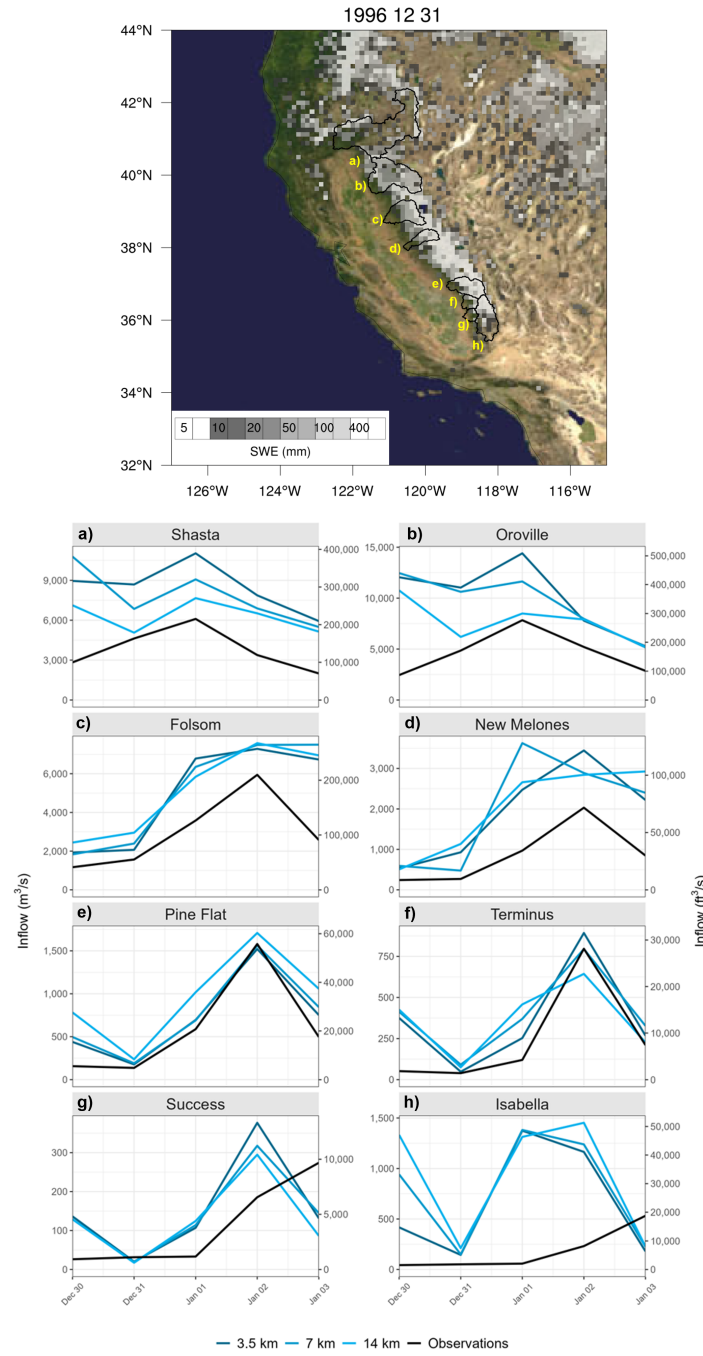 1996 12 31
44°N
42°N
40°N
38°N
36°N
34°N
32°N
a)
b)
c)
d)
e)
f)
g)
h)
5 10 20 50 100 400
SWE (mm)
126°W 124°W 122°W 120°W 118°W 116°W
a) Shasta
9,000
6,000
3,000
0
400,000
300,000
200,000
100,000
0
b) Oroville
15,000
10,000
5,000
0
500,000
400,000
300,000
200,000
100,000
0
c) Folsom
6,000
4,000
2,000
0
200,000
100,000
0
d) New Melones
3,000
2,000
1,000
0
100,000
50,000
0
Inflow (m³/s)
Inflow (ft³/s)
e) Pine Flat
1,500
1,000
500
0
60,000
40,000
20,000
0
f) Terminus
750
500
250
0
30,000
20,000
10,000
0
g) Success
300
200
100
0
10,000
5,000
0
h) Isabella
1,500
1,000
500
0
50,000
40,000
30,000
20,000
10,000
0
Dec 30 Dec 31 Jan 01 Jan 02 Jan 03
Dec 30 Dec 31 Jan 01 Jan 02 Jan 03
3.5 km 7 km 14 km Observations